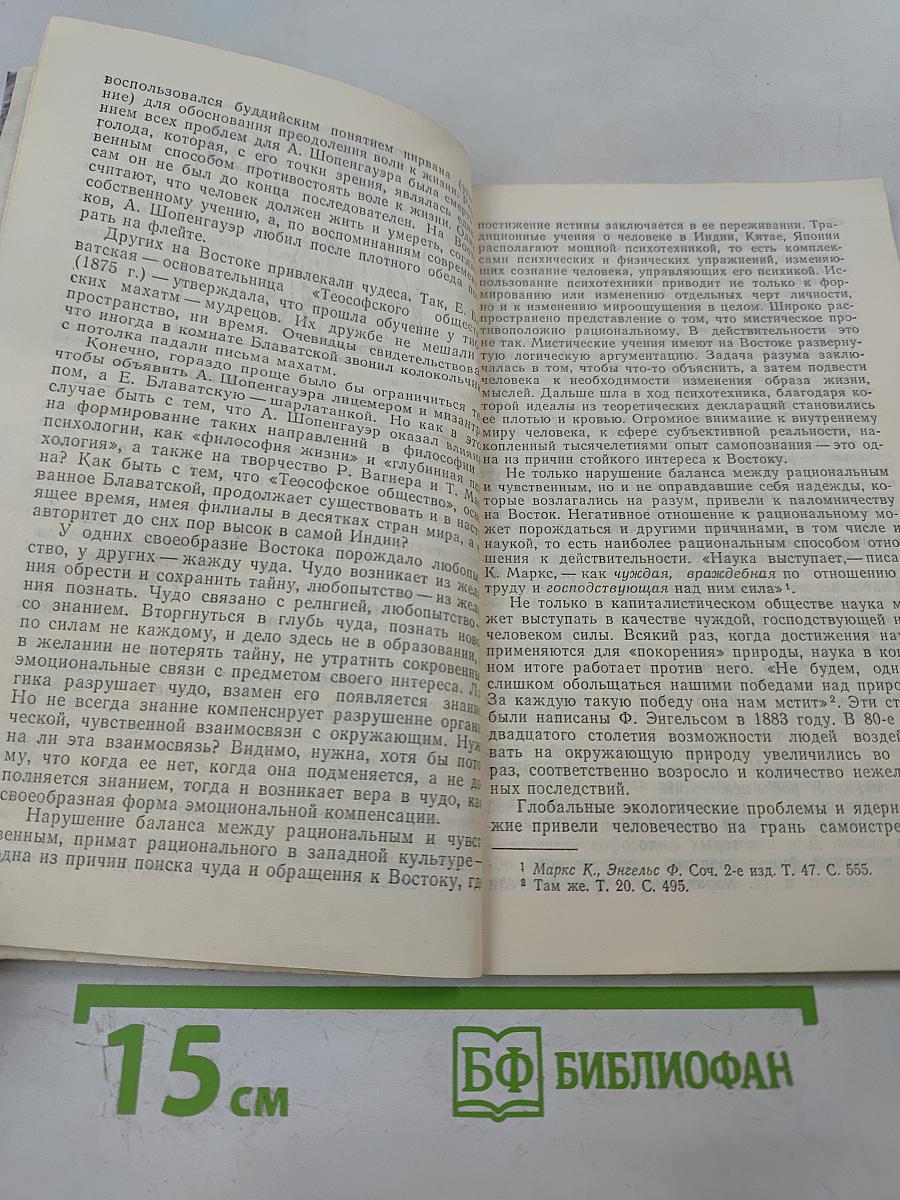 воспользовался буддийским понятием нирвана
ние) для обоснования преодоления воли к жизни.
нием всех проблем для А. Шопенгауэра была смерть
голода, которая, с его точки зрения, являлась
венным способом противостоять воле к жизни.
сам он не был до конца последователен. На
считают, что человек должен жить и умереть,
собственному учению, а, по воспоминаниям современ
ков, А. Шопенгауэр любил после плотного обеда
рать на флейте.
Других на Востоке привлекали чудеса. Так, Е.
ватская — основательница «Теософского общест
(1875 г.) — утверждала, что прошла обучение у
ских махатм — мудрецов. Их дружбе не мешали
пространство, ни время. Очевидцы свидетельствова
что иногда в комнате Блаватской звонил колокольчик
с потолка падали письма махатм.
Конечно, гораздо проще было бы ограничиться
чтобы объявить А. Шопенгауэра лицемером и мизантр
пом, а Е. Блаватскую — шарлатанкой. Но как в это
случае быть с тем, что А. Шопенгауэр оказал влияни
на формирование таких направлений в философии
психологии, как «философия жизни» и «глубинная пс
хология», а также на творчество Р. Вагнера и Т. Ма
на? Как быть с тем, что «Теософское общество», осн
ванное Блаватской, продолжает существовать и в наст
ящее время, имея филиалы в десятках стран мира, а
авторитет до сих пор высок в самой Индии?
У одних своеобразие Востока порождало любопы
ство, у других — жажду чуда. Чудо возникает из жел
ния обрести и сохранить тайну, любопытство — из жел
ния познать. Чудо связано с религией, любопытство —
со знанием. Вторгнуться в глубь чуда, познать нов
по силам не каждому, и дело здесь не в образовании,
в желании не потерять тайну, не утратить сокровенны
эмоциональные связи с предметом своего интереса. Л
гика разрушает чудо, взамен его появляется знани
Но не всегда знание компенсирует разрушение органи
ческой, чувственной взаимосвязи с окружающим. Нуж
на ли эта взаимосвязь? Видимо, нужна, хотя бы пото
му, что когда ее нет, когда она подменяется, а не до
полняется знанием, тогда и возникает вера в чудо, как
своеобразная форма эмоциональной компенсации.
Нарушение баланса между рациональным и чувст
венным, примат рационального в западной культуре —
одна из причин поиска чуда и обращения к Востоку, гд
постижение истины заключается в ее переживании. Тра-
диционные учения о человеке в Индии, Китае, Японии
располагают мощной психотехникой, то есть комплек-
сами психических и физических упражнений, изменяю-
щих сознание человека, управляющих его психикой. Ис-
пользование психотехники приводит не только к фор-
мированию или изменению отдельных черт личности,
но и к изменению мироощущения в целом. Широко рас-
пространено представление о том, что мистическое про-
тивоположно рациональному. В действительности это
не так. Мистические учения имеют на Востоке разверну-
тую логическую аргументацию. Задача разума заклю-
чалась в том, чтобы что-то объяснить, а затем подвести
человека к необходимости изменения образа жизни,
мыслей. Дальше шла в ход психотехника, благодаря ко-
торой идеалы из теоретических деклараций становились
ее плотью и кровью. Огромное внимание к внутреннему
миру человека, к сфере субъективной реальности, на-
копленный тысячелетиями опыт самопознания — это од-
на из причин стойкого интереса к Востоку.
Не только нарушение баланса между рациональным
и чувственным, но и не оправдавшие себя надежды, ко-
торые возлагались на разум, привели к паломничеству
на Восток. Негативное отношение к рациональному мо-
жет порождаться и другими причинами, в том числе и
наукой, то есть наиболее рациональным способом отно
шения к действительности. «Наука выступает, — писа
К. Маркс, — как чуждая, враждебная по отношению
труду и господствующая над ним сила»¹.
Не только в капиталистическом обществе наука м
жет выступать в качестве чуждой, господствующей н
человеком силы. Всякий раз, когда достижения нау
применяются для «покорения» природы, наука в кон
ном итоге работает против него. «Не будем, одн
слишком обольщаться нашими победами над природ
За каждую такую победу она нам мстит»². Эти ст
были написаны Ф. Энгельсом в 1883 году. В 80-е
двадцатого столетия возможности людей воздей
вать на окружающую природу увеличились во
раз, соответственно возросло и количество нежел
ных последствий.
Глобальные экологические проблемы и ядерн
жие привели человечество на грань самоистре
¹ Маркс К., Энгельс Ф. Соч. 2-е изд. Т. 47. С. 555.
² Там же. Т. 20. С. 495.
15 см
БФ БИБЛИОФАН